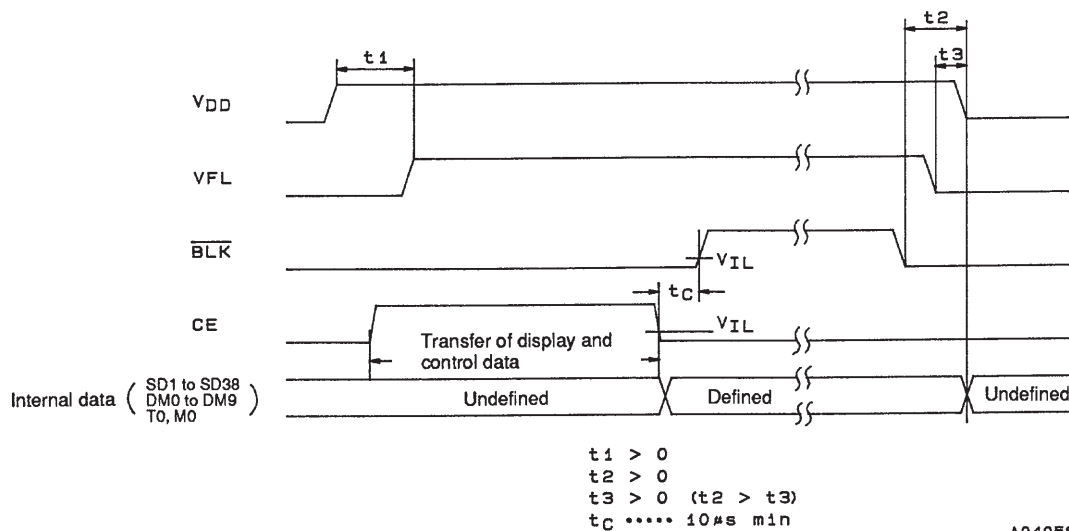 t2
t1
t3
VDD
VFL
BLK
VIL
tC
CE
VIL
Transfer of display and
control data
Internal data ( SD1 to SD38
DM0 to DM9
T0, M0 )
Undefined
Defined
Undefined
t1 > 0
t2 > 0
t3 > 0 (t2 > t3)
tC ••••• 10µs min